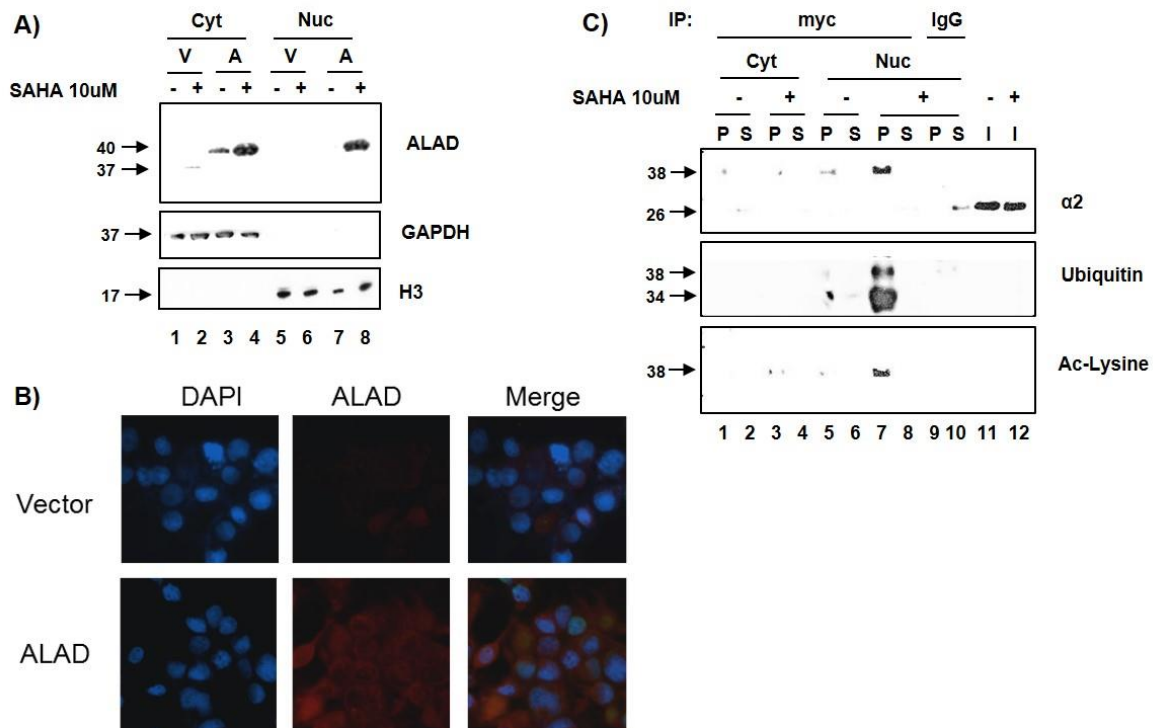 A)
Cyt Nuc
V A V A
SAHA 10uM - + - + - + - +
40 ALAD
37
37 GAPDH
17 H3
1 2 3 4 5 6 7 8
B)
DAPI ALAD Merge
Vector
ALAD
C)
IP: myc IgG
Cyt Nuc
SAHA 10uM - + - + - +
P S P S P S P S P S I I
38
26 α2
38 Ubiquitin
34
38 Ac-Lysine
1 2 3 4 5 6 7 8 9 10 11 12